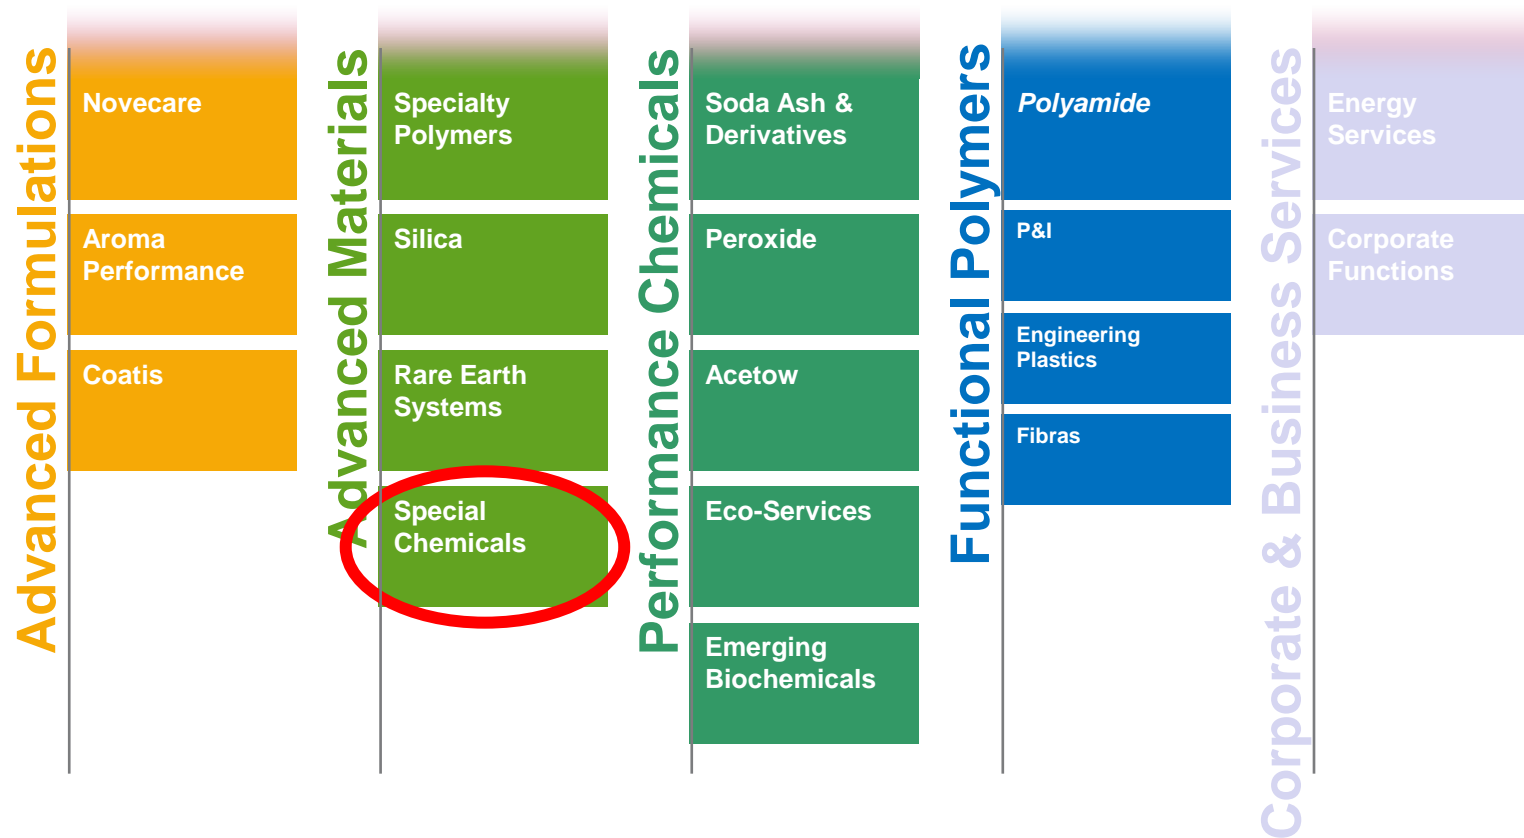 Advanced Formulations
Novecare
Aroma
Performance
Coatis
Advanced Materials
Specialty
Polymers
Silica
Rare Earth
Systems
Special
Chemicals
Performance Chemicals
Soda Ash &
Derivatives
Peroxide
Acetow
Eco-Services
Emerging
Biochemicals
Functional Polymers
Polyamide
P&I
Engineering
Plastics
Fibras
Corporate & Business Services
Energy
Services
Corporate
Functions